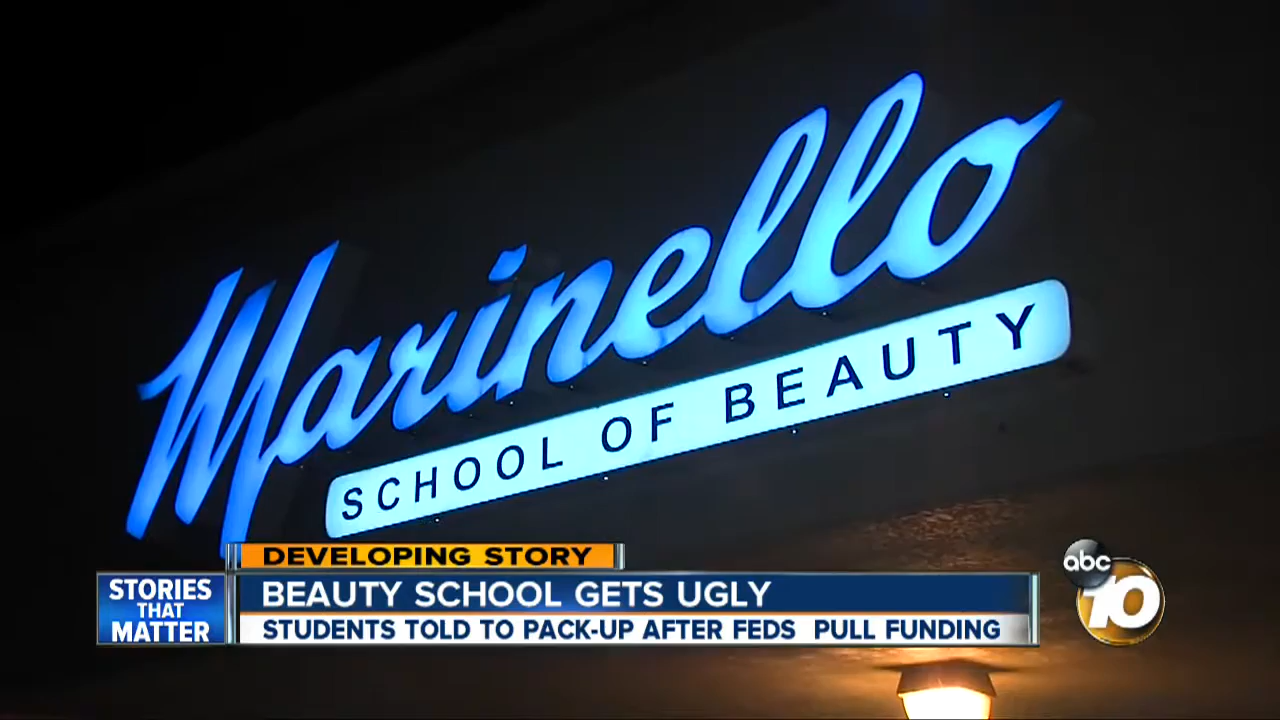 Marinello
SCHOOL OF BEAUTY
DEVELOPING STORY
STORIES
THAT
MATTER
BEAUTY SCHOOL GETS UGLY
STUDENTS TOLD TO PACK-UP AFTER FEDS PULL FUNDING
abc
10